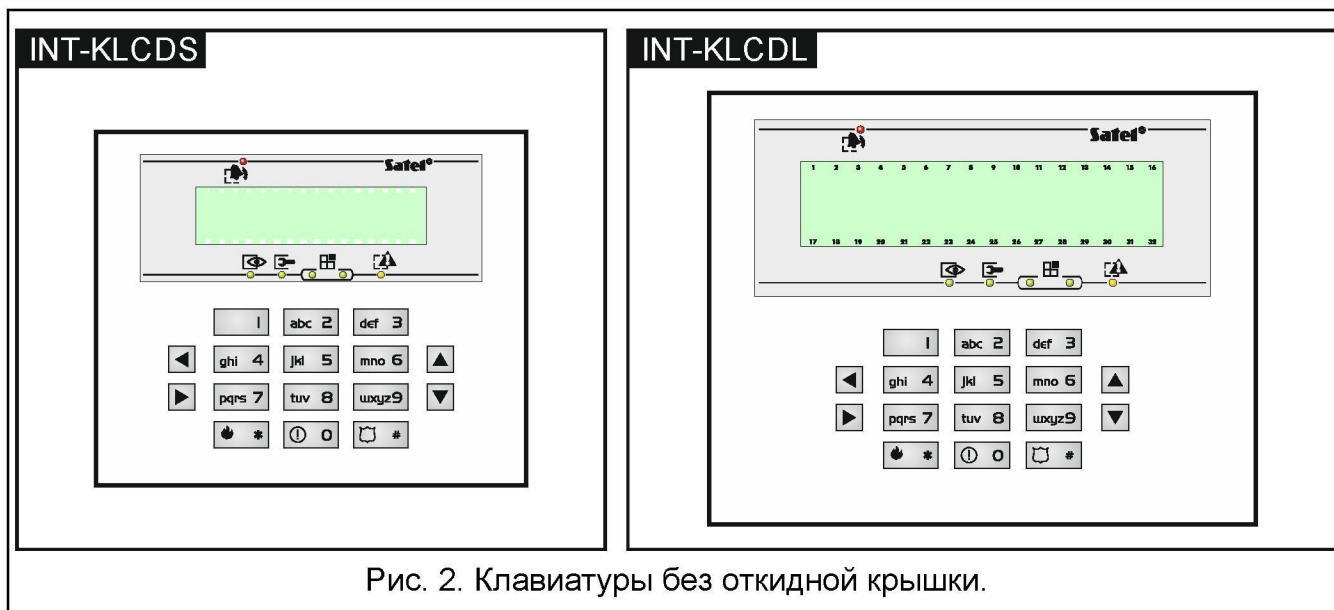 INT-KLCDS
Satel®
1
abc 2
def 3
ghi 4
jkl 5
mno 6
pqrs 7
tuv 8
wxyz9
*
0
#
INT-KLCDL
Satel®
1 2 3 4 5 6 7 8 9 10 11 12 13 14 15 16
17 18 19 20 21 22 23 24 25 26 27 28 29 30 31 32
1
abc 2
def 3
ghi 4
jkl 5
mno 6
pqrs 7
tuv 8
wxyz9
*
0
#
Рис. 2. Клавиатуры без откидной крышки.